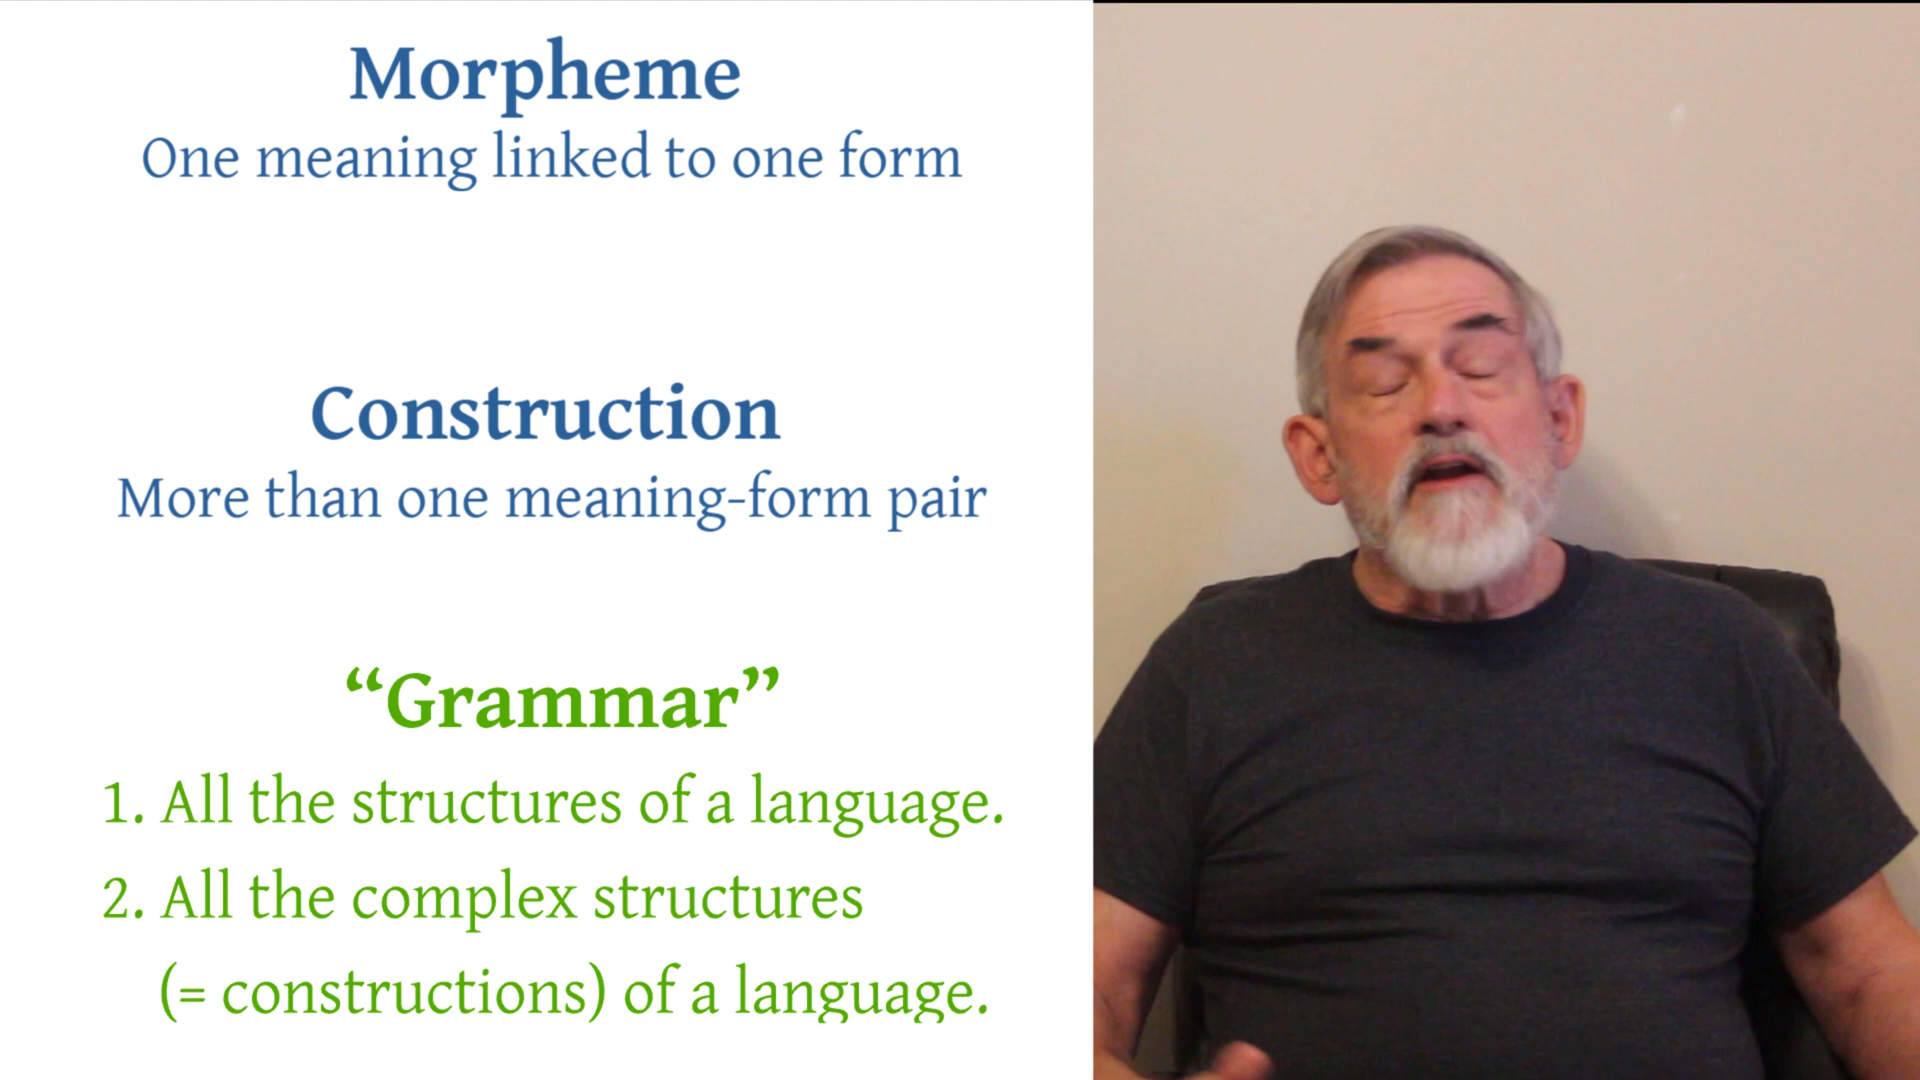 Morpheme
One meaning linked to one form
Construction
More than one meaning-form pair
“Grammar”
1. All the structures of a language.
2. All the complex structures
(= constructions) of a language.